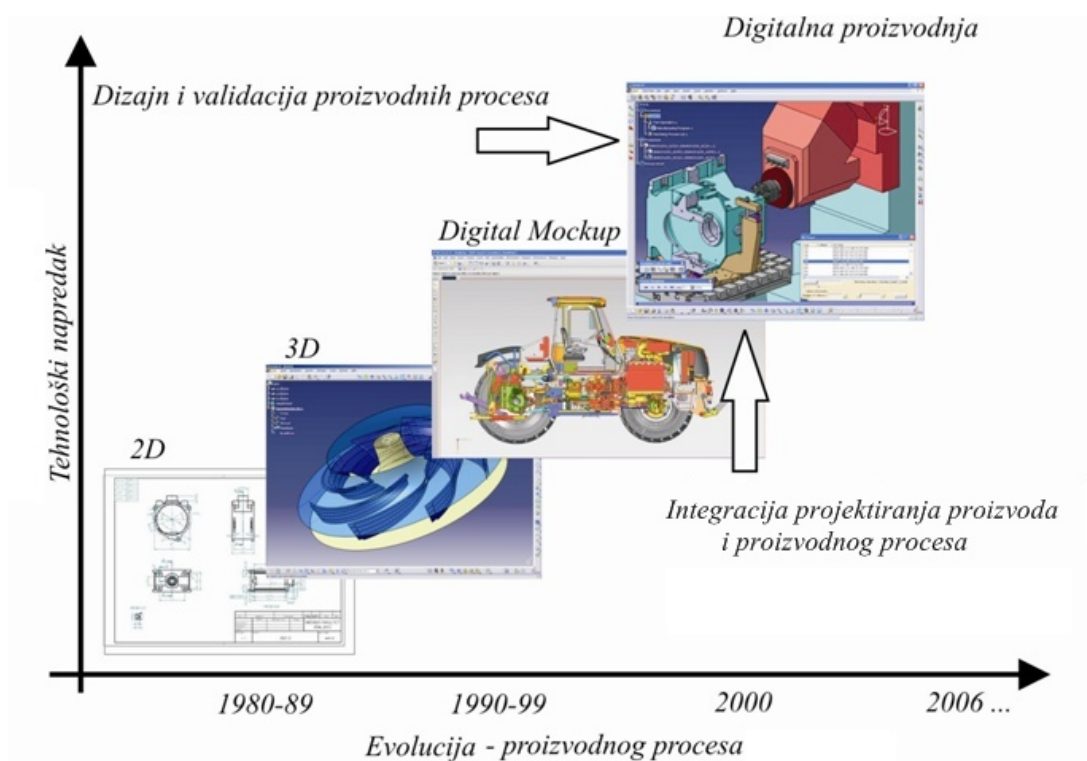 Digitalna proizvodnja
Dizajn i validacija proizvodnih procesa
Digital Mockup
3D
2D
Tehnološki napredak
Integracija projektiranja proizvoda
i proizvodnog procesa
1980-89
1990-99
2000
2006 ...
Evolucija - proizvodnog procesa